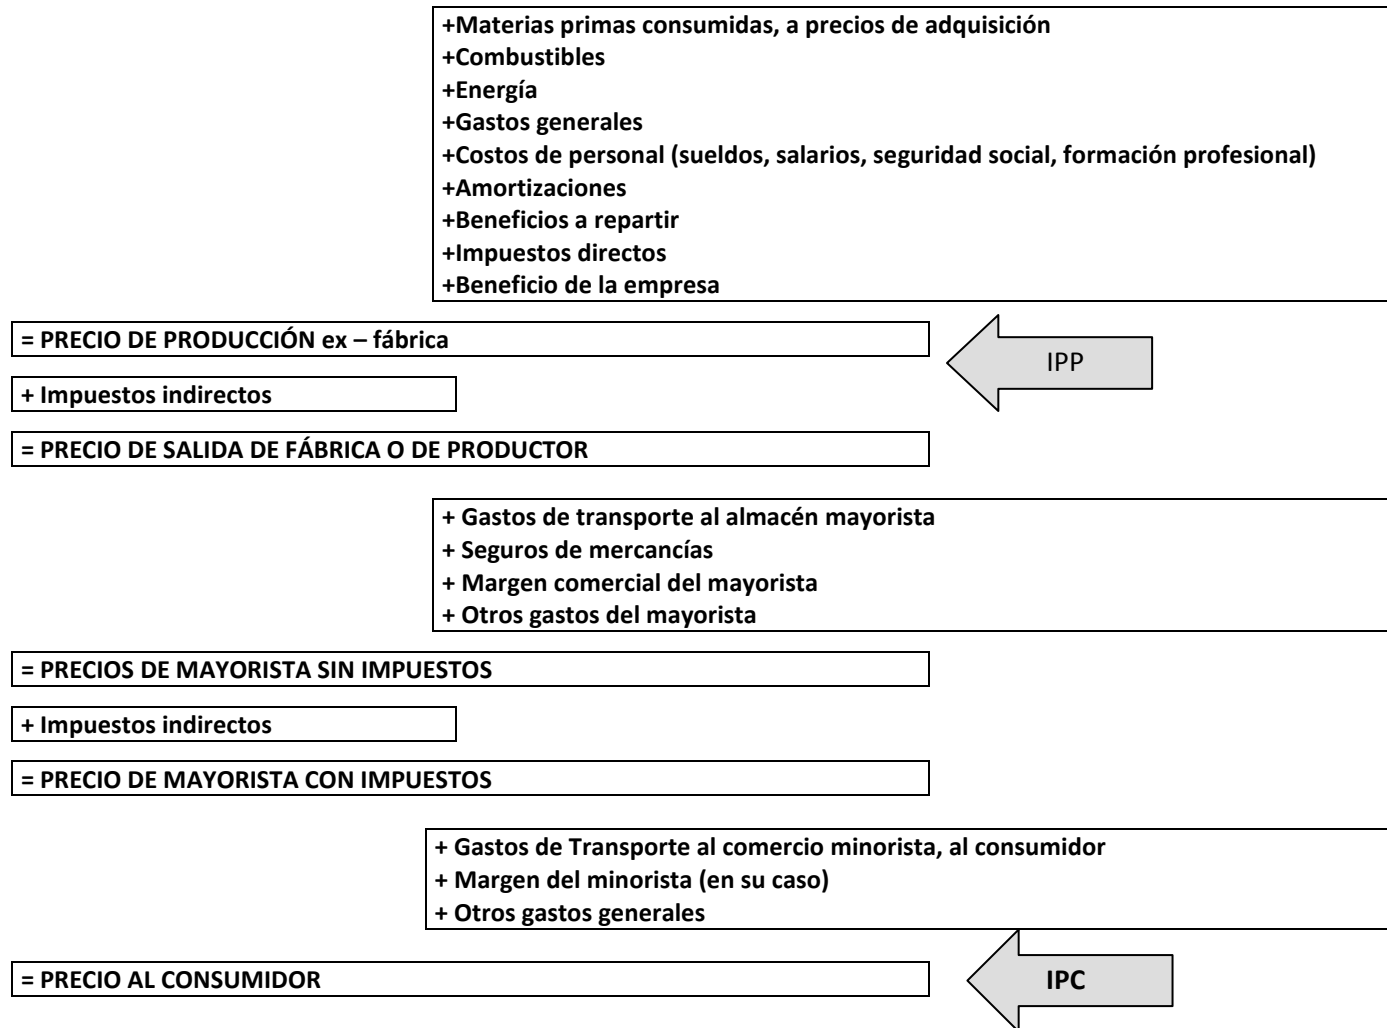 +Materias primas consumidas, a precios de adquisición
+Combustibles
+Energía
+Gastos generales
+Costos de personal (sueldos, salarios, seguridad social, formación profesional)
+Amortizaciones
+Beneficios a repartir
+Impuestos directos
+Beneficio de la empresa
= PRECIO DE PRODUCCIÓN ex – fábrica
IPP
+ Impuestos indirectos
= PRECIO DE SALIDA DE FÁBRICA O DE PRODUCTOR
+ Gastos de transporte al almacén mayorista
+ Seguros de mercancías
+ Margen comercial del mayorista
+ Otros gastos del mayorista
= PRECIOS DE MAYORISTA SIN IMPUESTOS
+ Impuestos indirectos
= PRECIO DE MAYORISTA CON IMPUESTOS
+ Gastos de Transporte al comercio minorista, al consumidor
+ Margen del minorista (en su caso)
+ Otros gastos generales
= PRECIO AL CONSUMIDOR
IPC